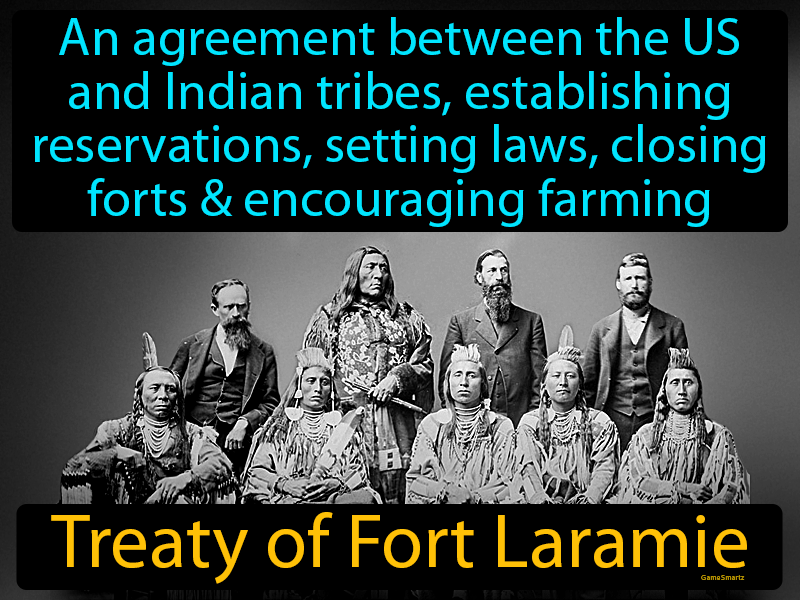 An agreement between the US
and Indian tribes, establishing
reservations, setting laws, closing
forts & encouraging farming
Treaty of Fort Laramie
GameSmartz